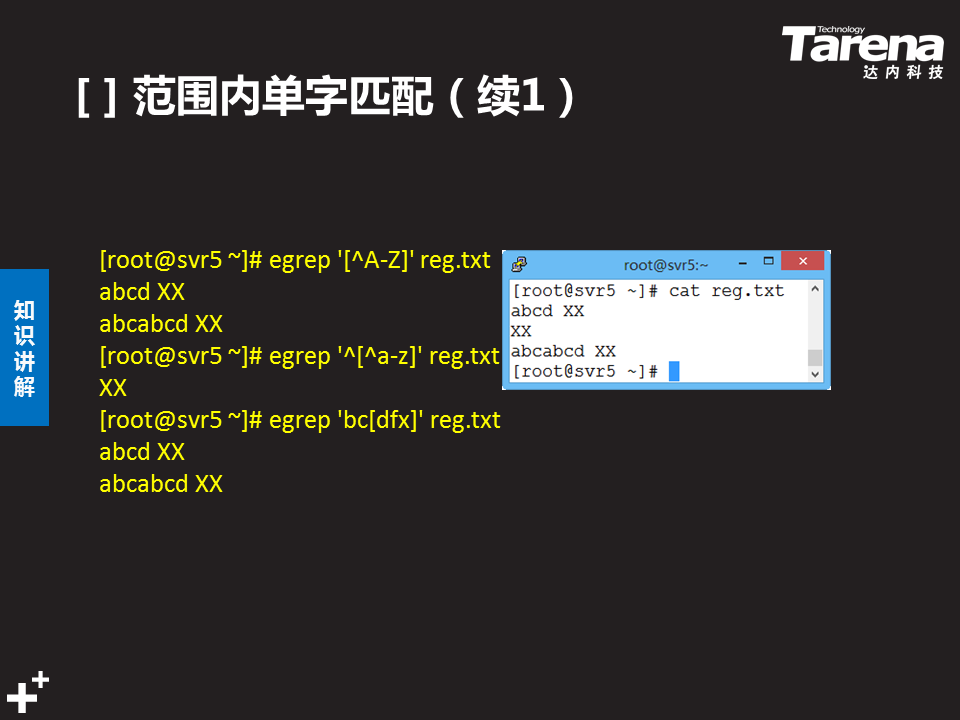 Technology
Tarena
达内科技
[ ] 范围内单字匹配（续1）
知识讲解
[root@svr5 ~]# egrep '[^A-Z]' reg.txt
abcd XX
abcabcd XX
[root@svr5 ~]# egrep '^[^a-z]' reg.txt
XX
[root@svr5 ~]# egrep 'bc[dfx]' reg.txt
abcd XX
abcabcd XX
root@svr5:~
[root@svr5 ~]# cat reg.txt
abcd XX
XX
abcabcd XX
[root@svr5 ~]#